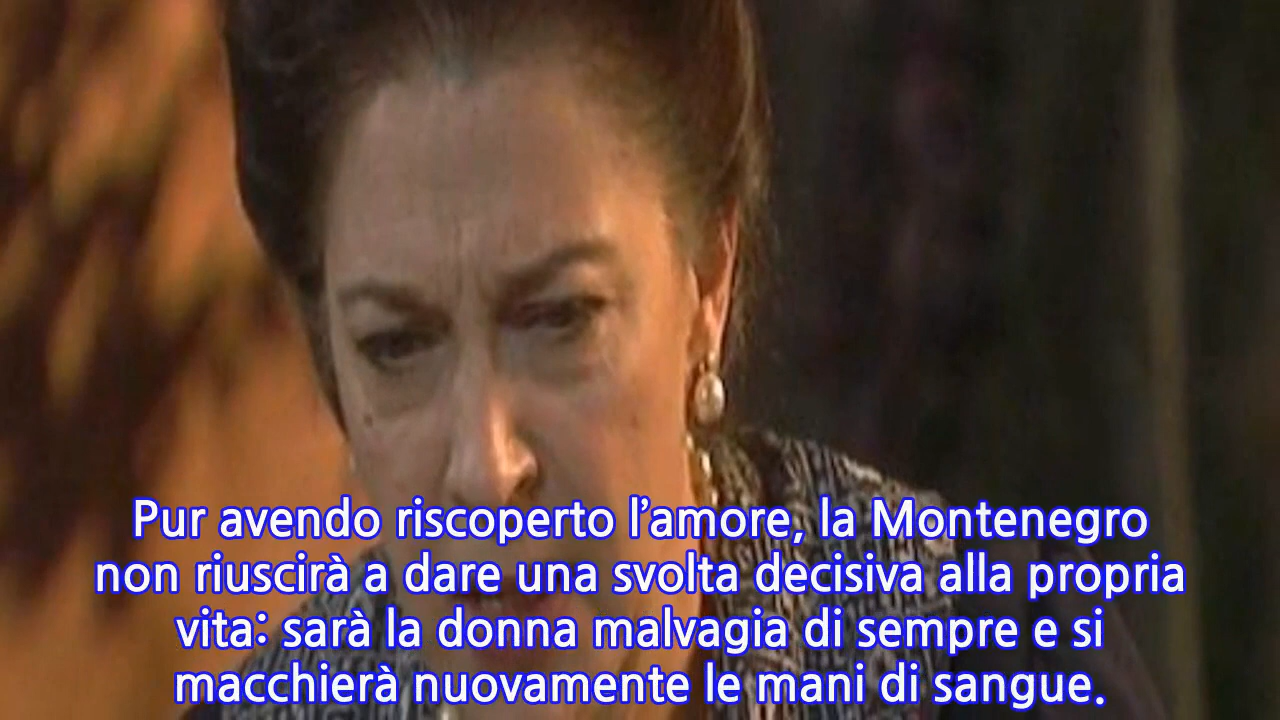 Pur avendo riscoperto l'amore, la Montenegro
non riuscirà a dare una svolta decisiva alla propria
vita: sarà la donna malvagia di sempre e si
macchierà nuovamente le mani di sangue.